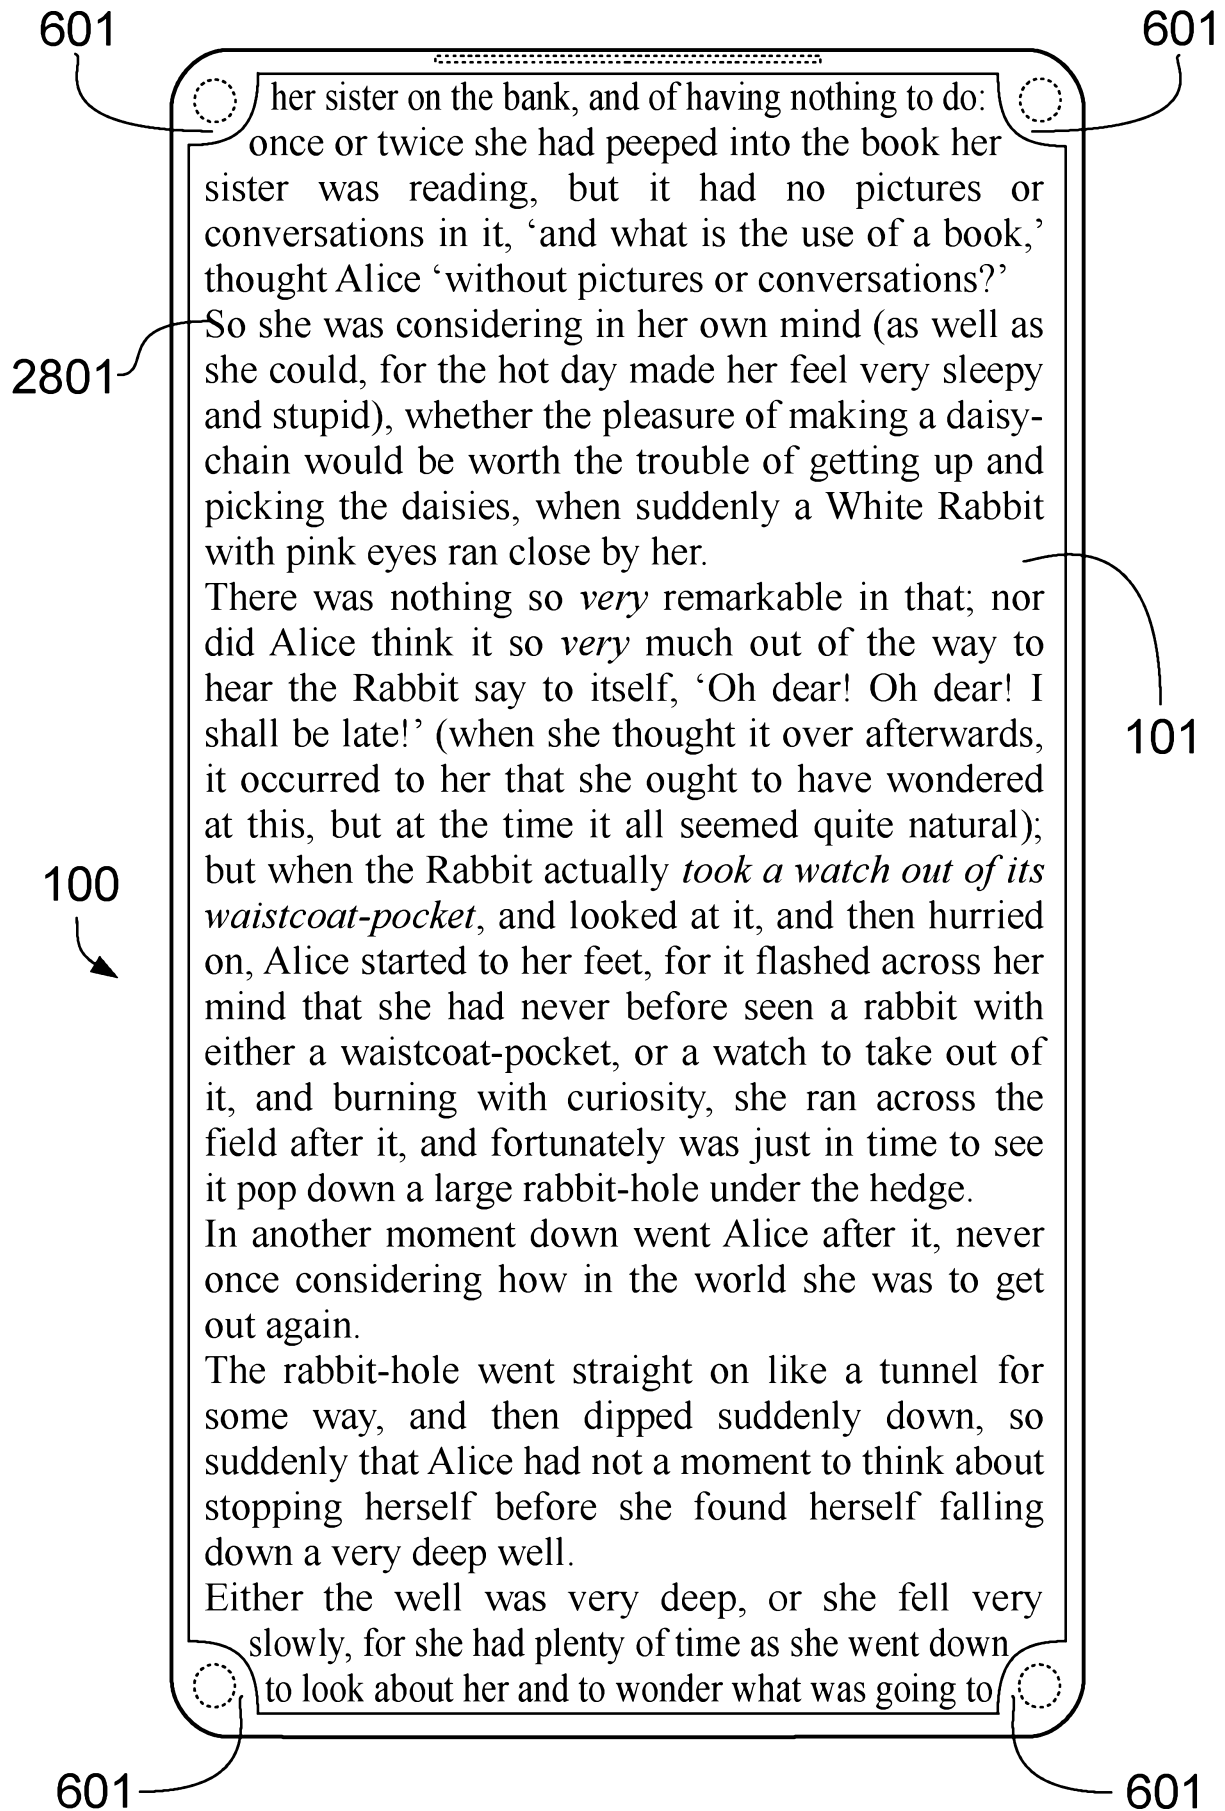 601
601
her sister on the bank, and of having nothing to do:
once or twice she had peeped into the book her
sister was reading, but it had no pictures or
conversations in it, ‘and what is the use of a book,’
thought Alice ‘without pictures or conversations?’
So she was considering in her own mind (as well as
2801
she could, for the hot day made her feel very sleepy
and stupid), whether the pleasure of making a daisy-
chain would be worth the trouble of getting up and
picking the daisies, when suddenly a White Rabbit
with pink eyes ran close by her.
There was nothing so very remarkable in that; nor
did Alice think it so very much out of the way to
hear the Rabbit say to itself, ‘Oh dear! Oh dear! I
shall be late!’ (when she thought it over afterwards,
101
it occurred to her that she ought to have wondered
at this, but at the time it all seemed quite natural);
but when the Rabbit actually took a watch out of its
100
waistcoat-pocket, and looked at it, and then hurried
on, Alice started to her feet, for it flashed across her
mind that she had never before seen a rabbit with
either a waistcoat-pocket, or a watch to take out of
it, and burning with curiosity, she ran across the
field after it, and fortunately was just in time to see
it pop down a large rabbit-hole under the hedge.
In another moment down went Alice after it, never
once considering how in the world she was to get
out again.
The rabbit-hole went straight on like a tunnel for
some way, and then dipped suddenly down, so
suddenly that Alice had not a moment to think about
stopping herself before she found herself falling
down a very deep well.
Either the well was very deep, or she fell very
slowly, for she had plenty of time as she went down
to look about her and to wonder what was going to
601
601